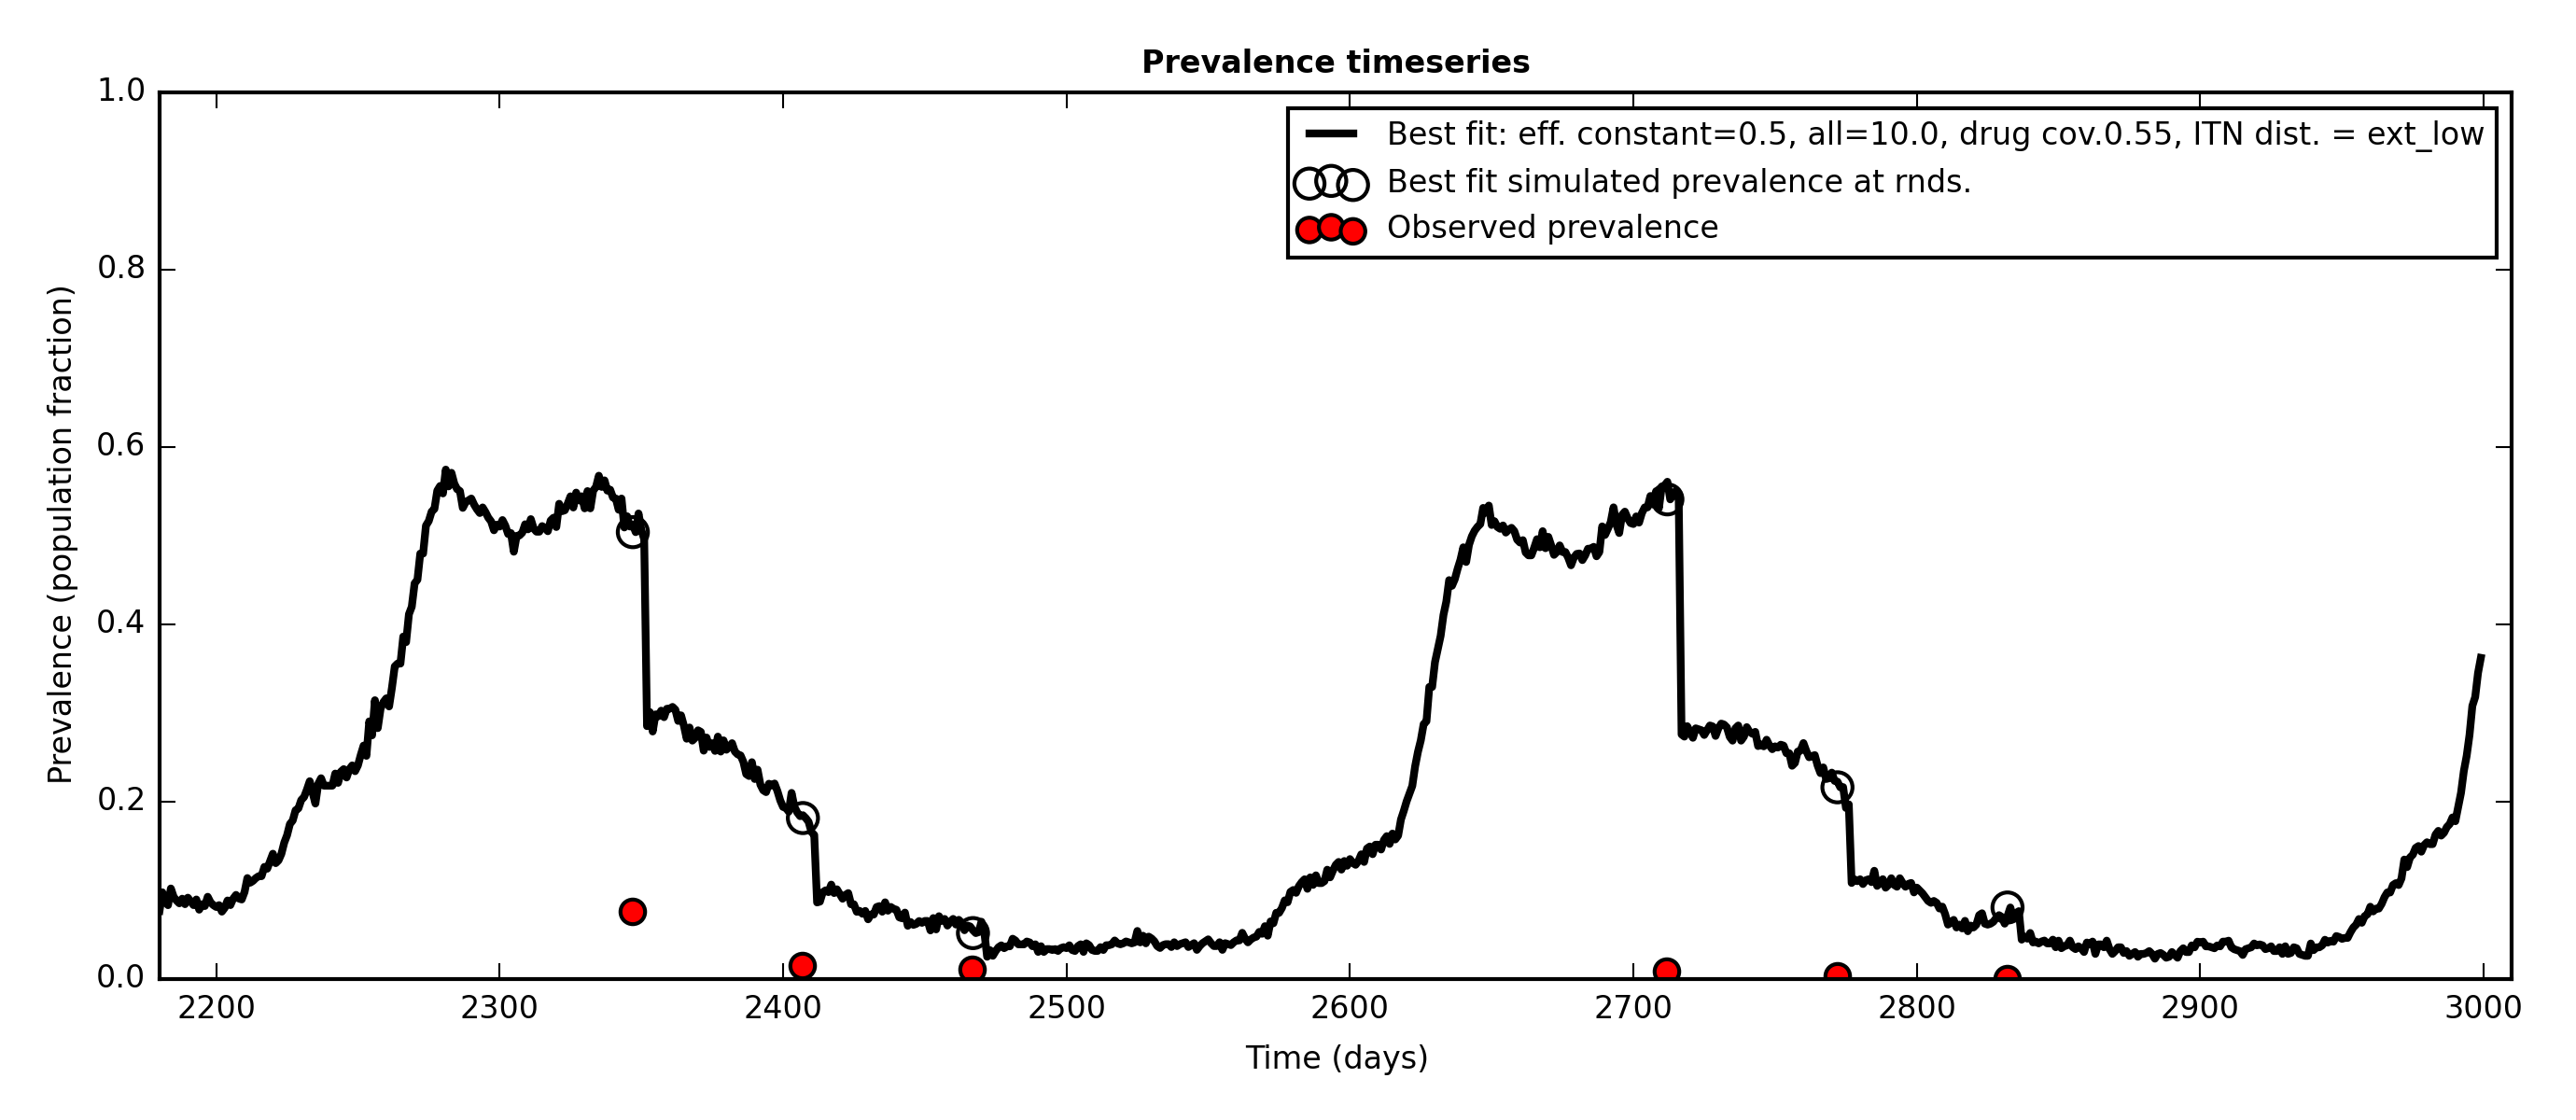 Prevalence timeseries
1.0
0.8
0.6
0.4
0.2
0.0
Prevalence (population fraction)
Best fit: eff. constant=0.5, all=10.0, drug cov.0.55, ITN dist. = ext_low
Best fit simulated prevalence at rnds.
Observed prevalence
2200 2300 2400 2500 2600 2700 2800 2900 3000
Time (days)